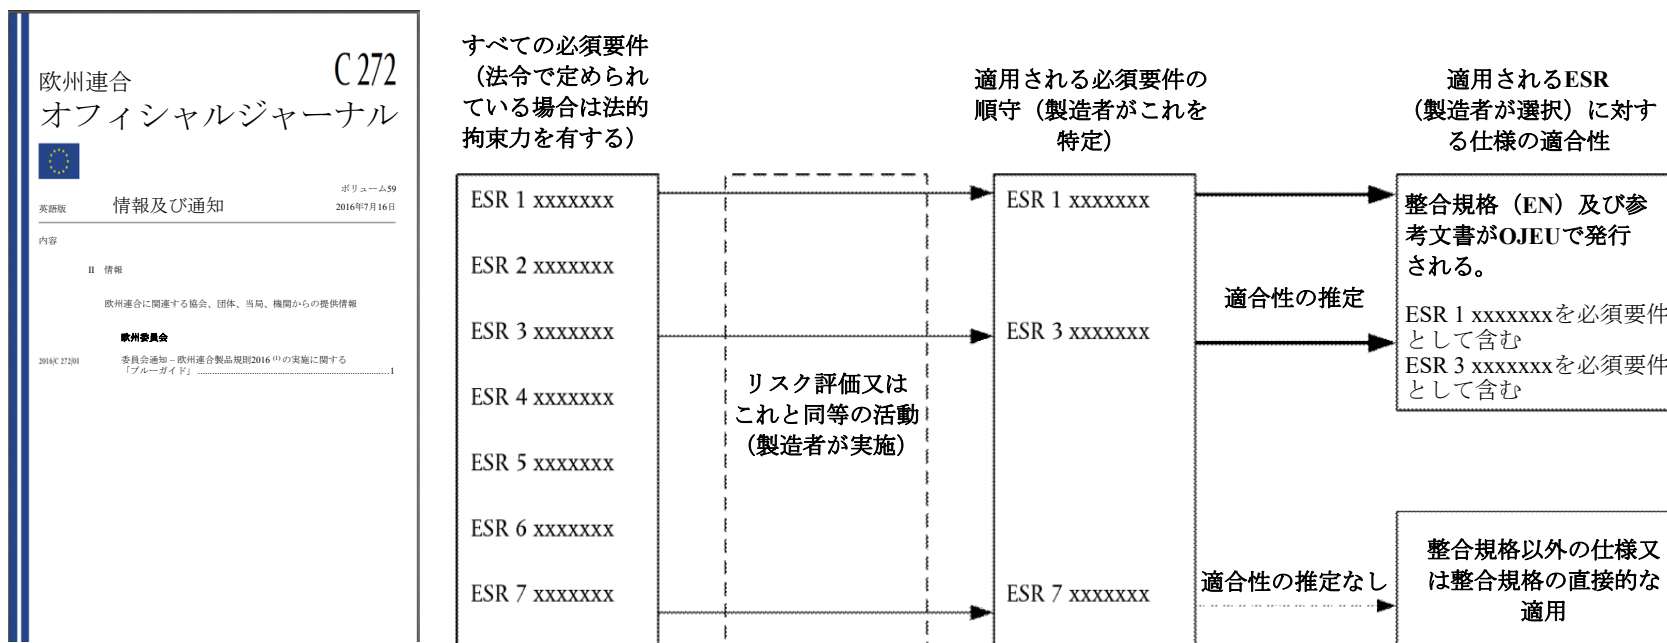 欧州連合
C 272
オフィシャルジャーナル
ボリューム59
英語版
情報及び通知
2016年7月16日
内容
II 情報
欧州連合に関連する協会、団体、当局、機関からの提供情報
欧州委員会
2016/C 272/01
委員会通知 – 欧州連合製品規則2016 (1) の実施に関する
「ブルーガイド」 ...1
すべての必須要件
（法令で定められ
ている場合は法的
拘束力を有する）
ESR 1 xxxxxxx
ESR 2 xxxxxxx
ESR 3 xxxxxxx
ESR 4 xxxxxxx
ESR 5 xxxxxxx
ESR 6 xxxxxxx
ESR 7 xxxxxxx
リスク評価又は
これと同等の活動
（製造者が実施）
適用される必須要件の
順守（製造者がこれを
特定）
ESR 1 xxxxxxx
ESR 3 xxxxxxx
ESR 7 xxxxxxx
適合性の推定
適合性の推定なし
適用されるESR
（製造者が選択）に対す
る仕様の適合性
整合規格（EN）及び参
考文書がOJEUで発行
される。
ESR 1 xxxxxxxを必須要件
として含む
ESR 3 xxxxxxxを必須要件
として含む
整合規格以外の仕様又
は整合規格の直接的な
適用